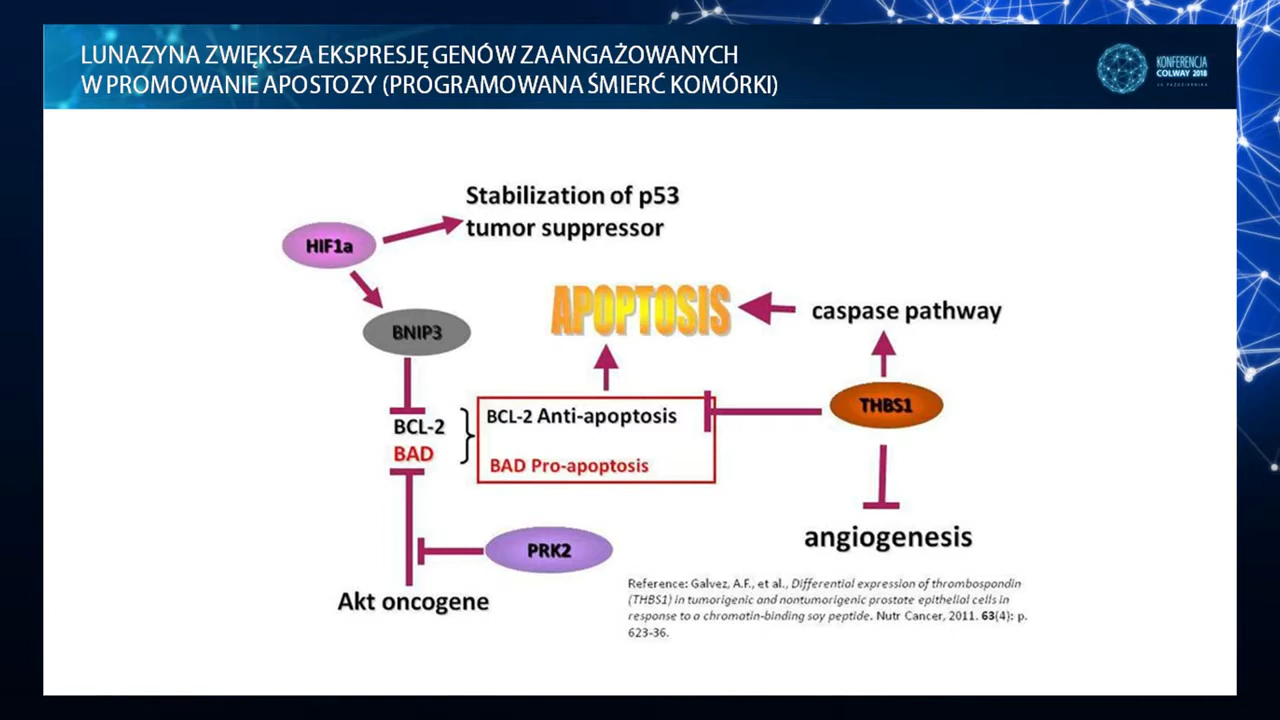 LUNAZYNA ZWIĘKSZA EKSPRESJĘ GENÓW ZAANGAŻOWANYCH
W PROMOWANIE APOSTOZY (PROGRAMOWANA ŚMIERĆ KOMÓRKI)
KONFERENCJA
COLWAY 2018
Stabilization of p53
tumor suppressor
HIF1a
BNIP3
APOPTOSIS
caspase pathway
THBS1
BCL-2
BAD
BCL-2 Anti-apoptosis
BAD Pro-apoptosis
angiogenesis
PRK2
Akt oncogene
Reference: Galvez, A.F., et al., Differential expression of thrombospondin
(THBS1) in tumorigenic and nontumorigenic prostate epithelial cells in
response to a chromatin-binding soy peptide. Nutr Cancer, 2011. 63(4): p.
623-36.